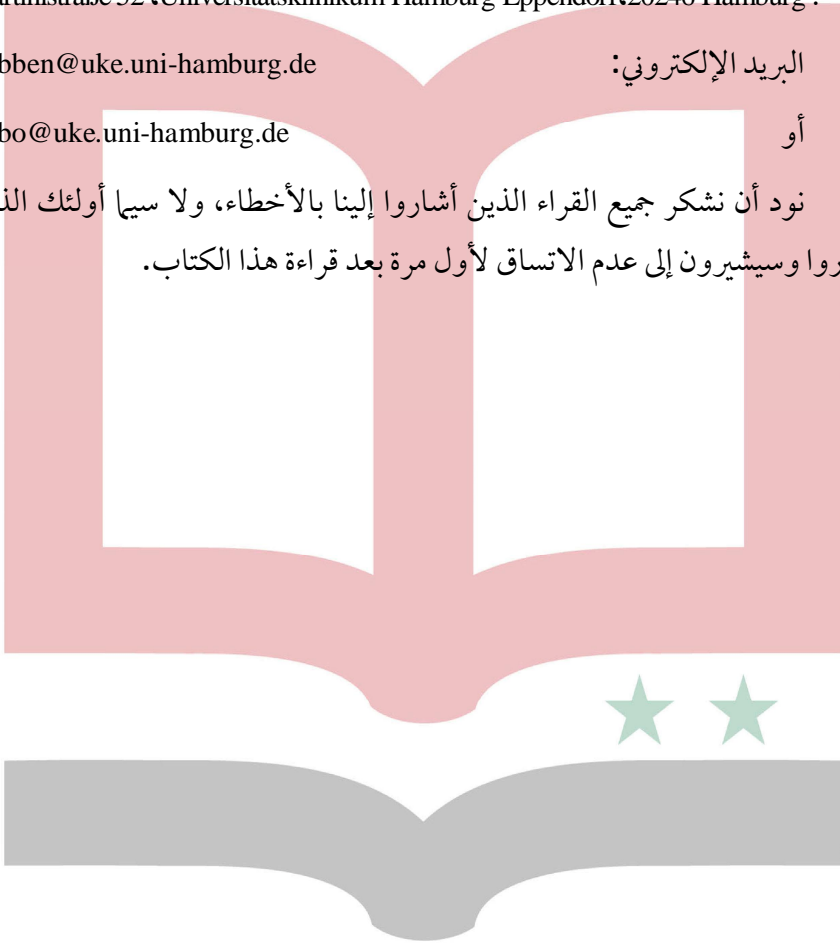 52 ،Universitätsklinikum Hamburg-Eppendorf،20246 Hamburg :
البريد الإلكتروني: bben@uke.uni-hamburg.de
أو bo@uke.uni-hamburg.de
نود أن نشكر جميع القراء الذين أشاروا إلينا بالأخطاء، ولا سيما أولئك الذ
روا وسيشيرون إلى عدم الاتساق لأول مرة بعد قراءة هذا الكتاب.